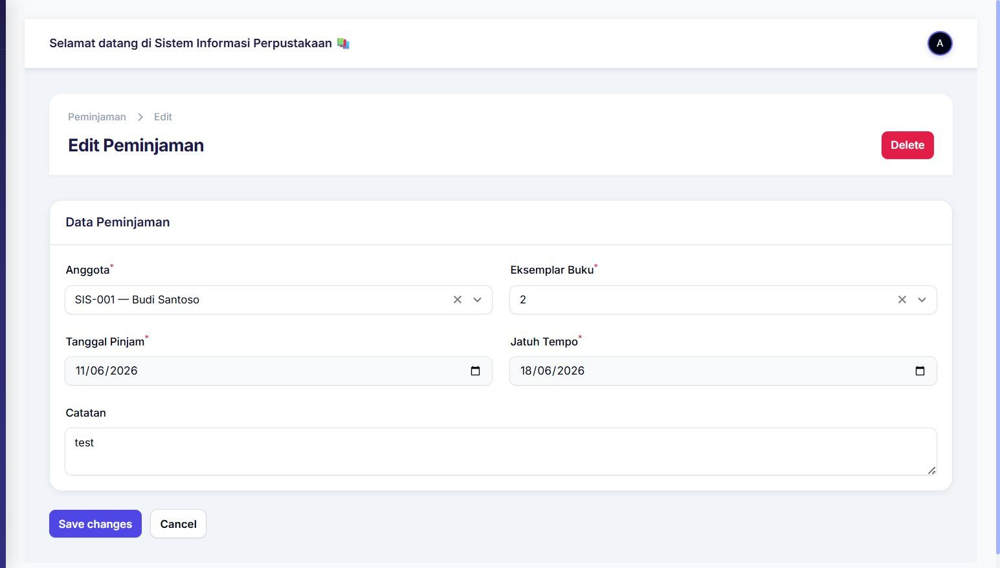 Selamat datang di Sistem Informasi Perpustakaan
A
Peminjaman > Edit
Edit Peminjaman
Delete
Data Peminjaman
Anggota*
Eksemplar Buku*
SIS-001 — Budi Santoso
2
Tanggal Pinjam*
Jatuh Tempo*
11/06/2026
18/06/2026
Catatan
test
Save changes
Cancel